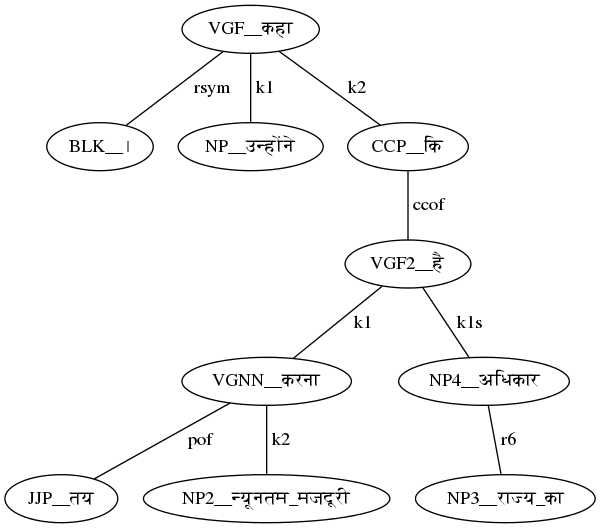 VGF__कहा
rsym k1 k2
BLK__। NP__उन्होंने CCP__कि
ccof
VGF2__है
k1 k1s
VGNN__करना NP4__अधिकार
pof k2 r6
JJP__तय NP2__न्यूनतम_मजदूरी NP3__राज्य_का